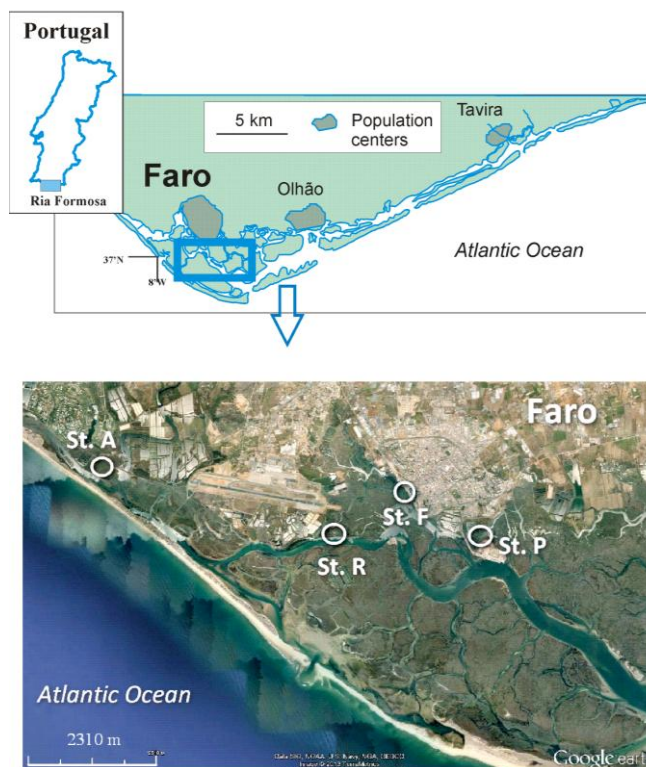 Portugal
Ria Formosa
5 km
Population
centers
Tavira
Faro
Olhão
Atlantic Ocean
37°N
8°W
Faro
St. A
St. F
St. P
St. R
Atlantic Ocean
2310 m
Google earth